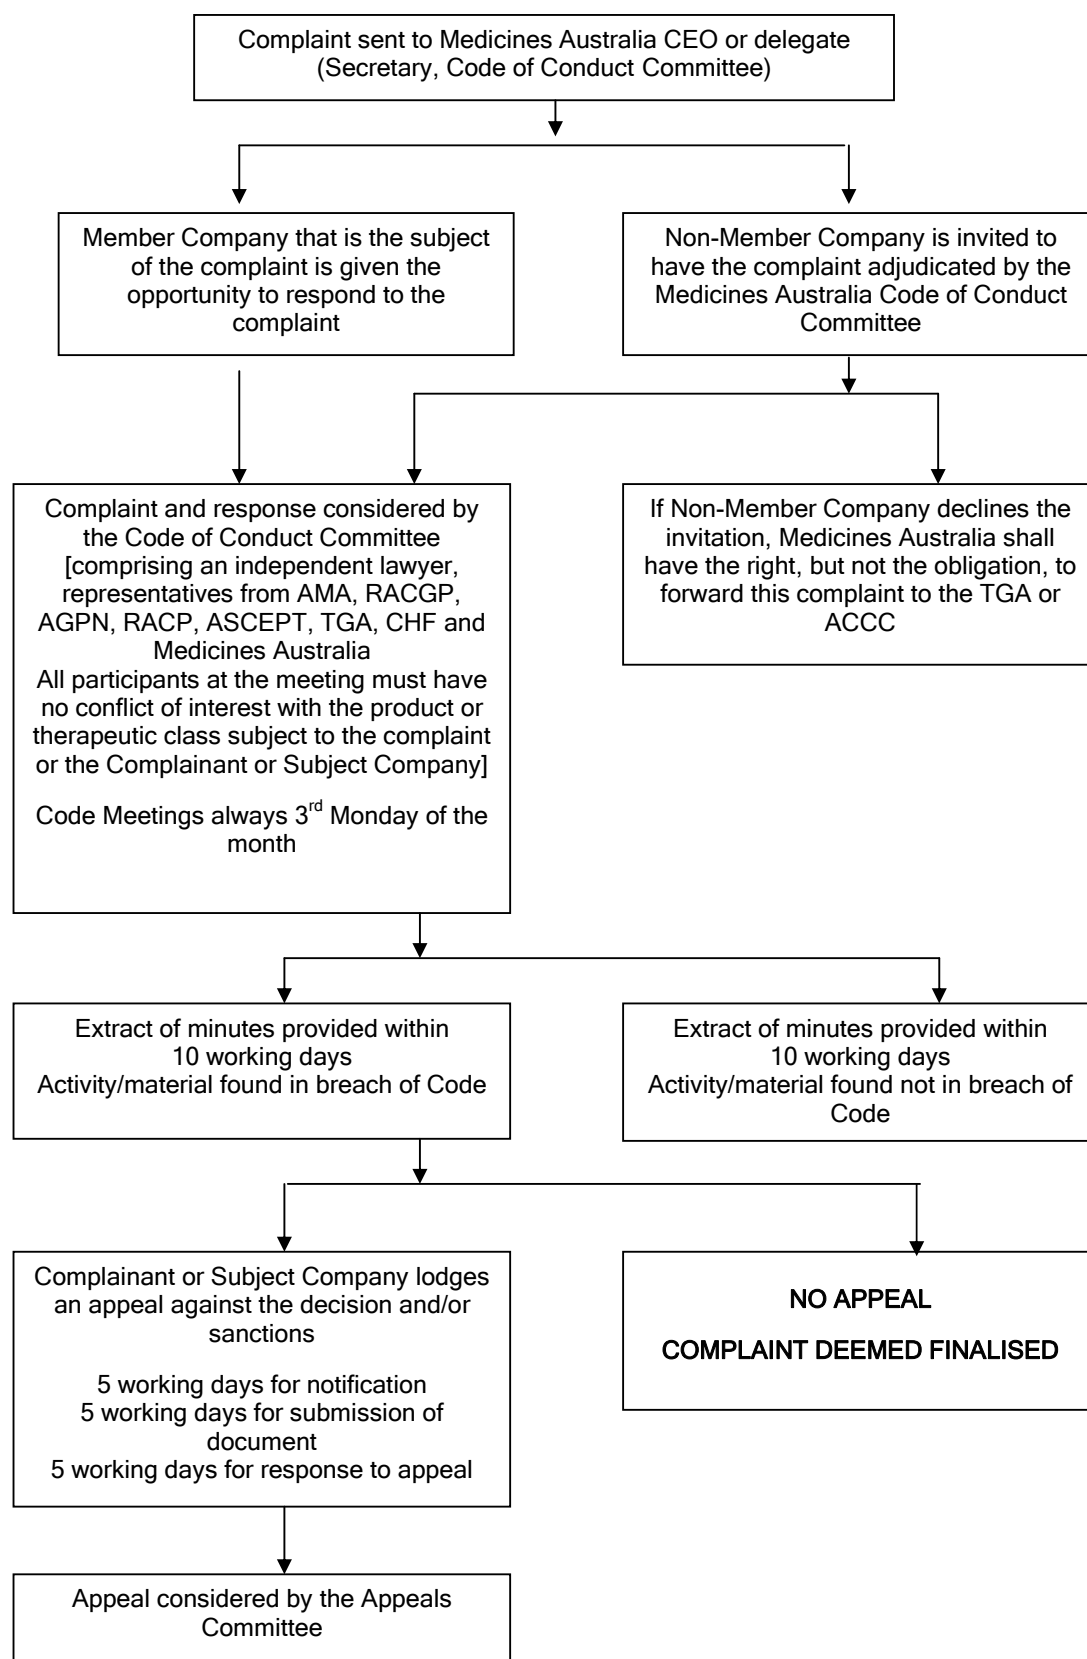 Complaint sent to Medicines Australia CEO or delegate
(Secretary, Code of Conduct Committee)
Member Company that is the subject
of the complaint is given the
opportunity to respond to the
complaint
Non-Member Company is invited to
have the complaint adjudicated by the
Medicines Australia Code of Conduct
Committee
Complaint and response considered by
the Code of Conduct Committee
[comprising an independent lawyer,
representatives from AMA, RACGP,
AGPN, RACP, ASCEPT, TGA, CHF and
Medicines Australia
All participants at the meeting must have
no conflict of interest with the product or
therapeutic class subject to the complaint
or the Complainant or Subject Company]
Code Meetings always 3rd Monday of the
month
If Non-Member Company declines the
invitation, Medicines Australia shall
have the right, but not the obligation, to
forward this complaint to the TGA or
ACCC
Extract of minutes provided within
10 working days
Activity/material found in breach of Code
Extract of minutes provided within
10 working days
Activity/material found not in breach of
Code
Complainant or Subject Company lodges
an appeal against the decision and/or
sanctions
5 working days for notification
5 working days for submission of
document
5 working days for response to appeal
NO APPEAL
COMPLAINT DEEMED FINALISED
Appeal considered by the Appeals
Committee